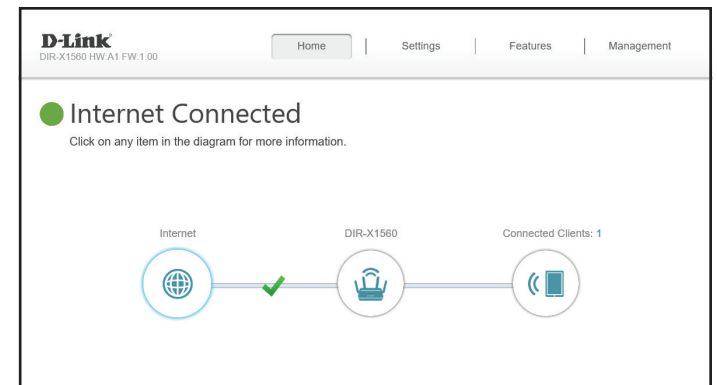 D-Link
DIR-X1560 HW:A1 FW:1.00
Home
Settings
Features
Management
Internet Connected
Click on any item in the diagram for more information.
Internet
DIR-X1560
Connected Clients: 1